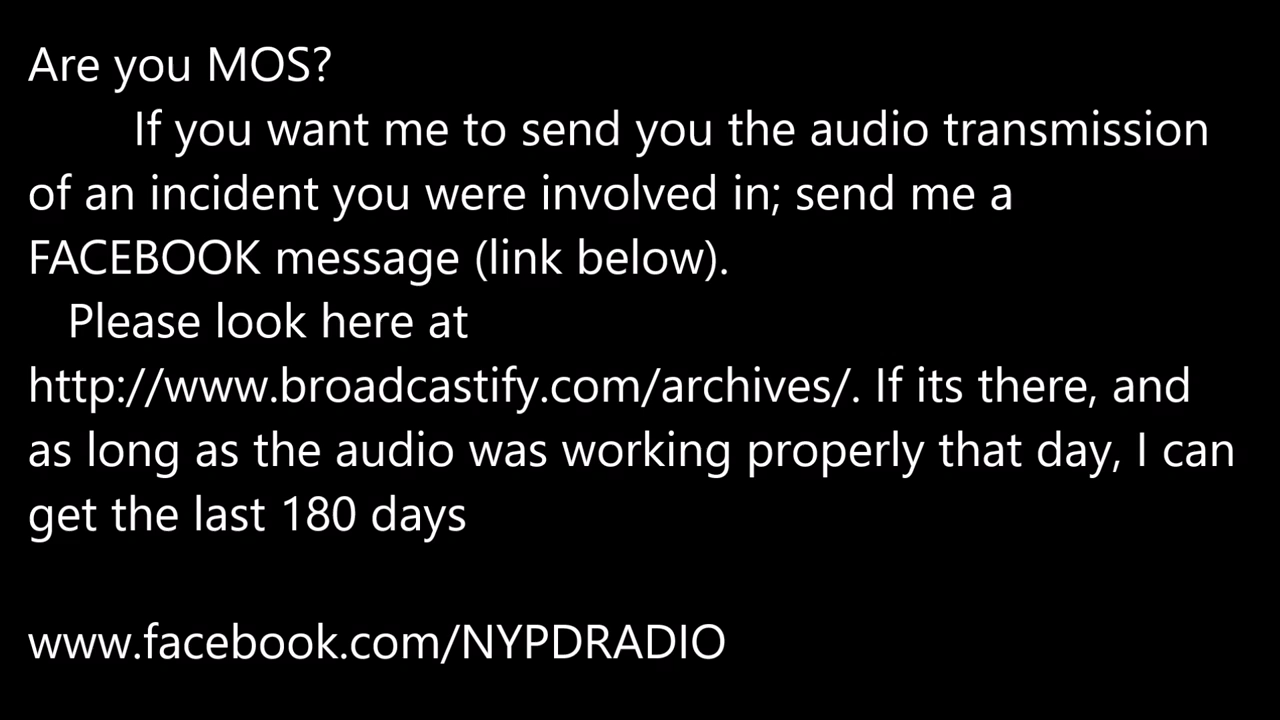 Are you MOS?
If you want me to send you the audio transmission
of an incident you were involved in; send me a
FACEBOOK message (link below).
Please look here at
http://www.broadcastify.com/archives/. If its there, and
as long as the audio was working properly that day, I can
get the last 180 days
www.facebook.com/NYPDRADIO